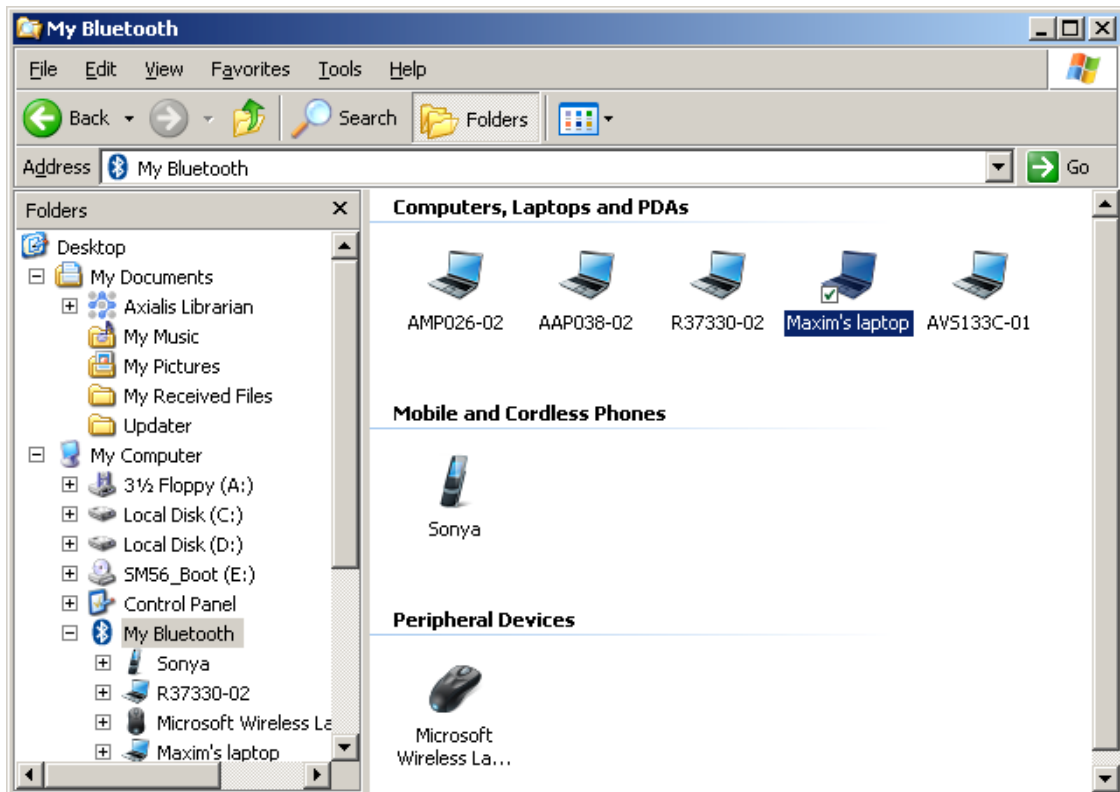 My Bluetooth
File Edit View Favorites Tools Help
Back Search Folders
Address My Bluetooth Go
Folders
Desktop
My Documents
Axialis Librarian
My Music
My Pictures
My Received Files
Updater
My Computer
3½ Floppy (A:)
Local Disk (C:)
Local Disk (D:)
SM56_Boot (E:)
Control Panel
My Bluetooth
Sonya
R37330-02
Microsoft Wireless La
Maxim's laptop
Computers, Laptops and PDAs
AMP026-02 AAP038-02 R37330-02 Maxim's laptop AVS133C-01
Mobile and Cordless Phones
Sonya
Peripheral Devices
Microsoft
Wireless La...